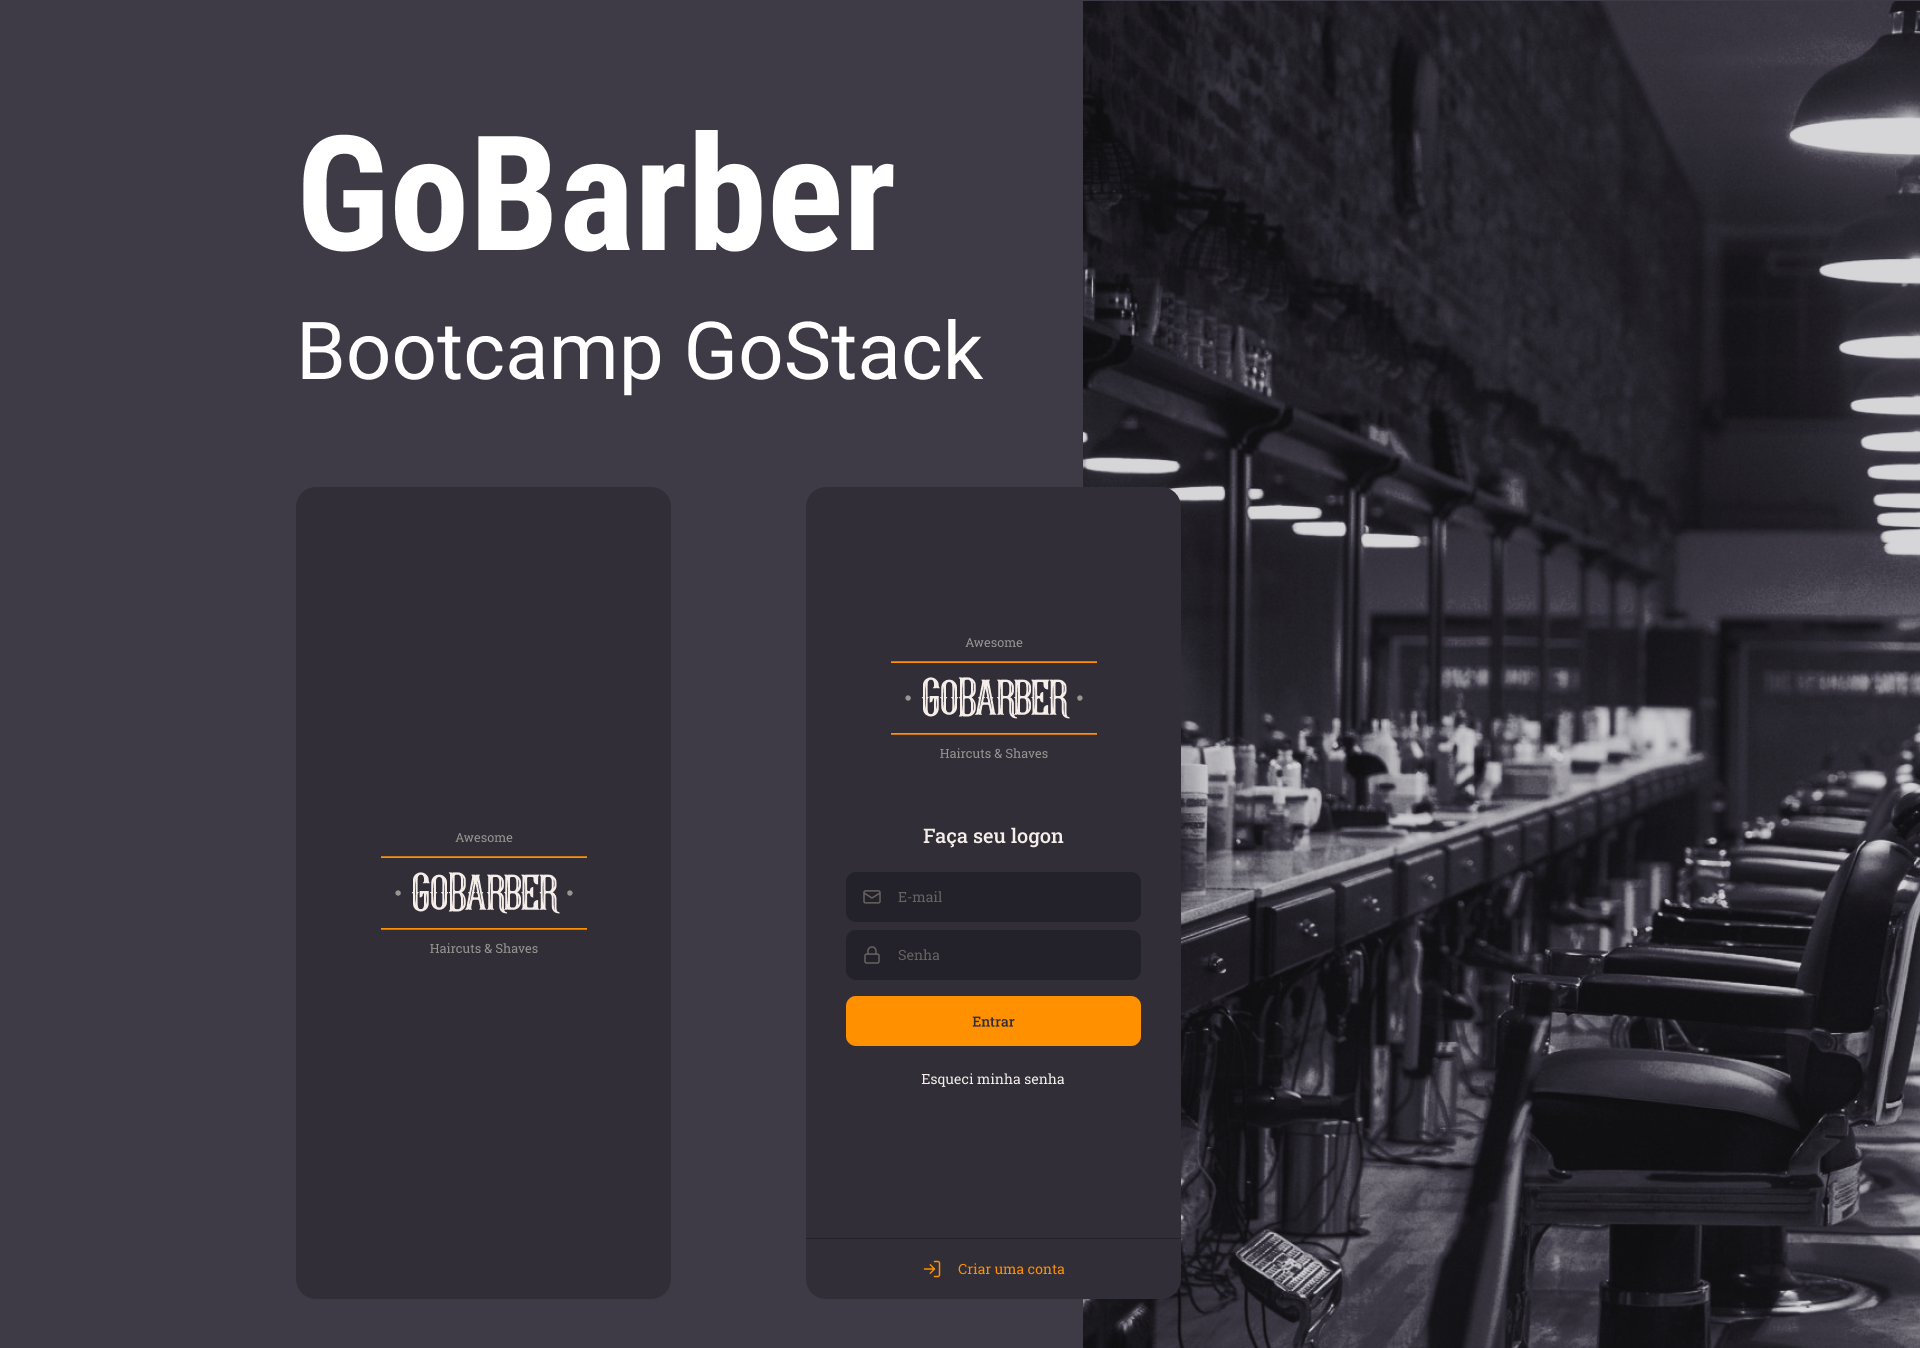 GoBarber
Bootcamp GoStack
Awesome
GOBARBER
Haircuts & Shaves
Awesome
GOBARBER
Haircuts & Shaves
Faça seu logon
E-mail
Senha
Entrar
Esqueci minha senha
Criar uma conta